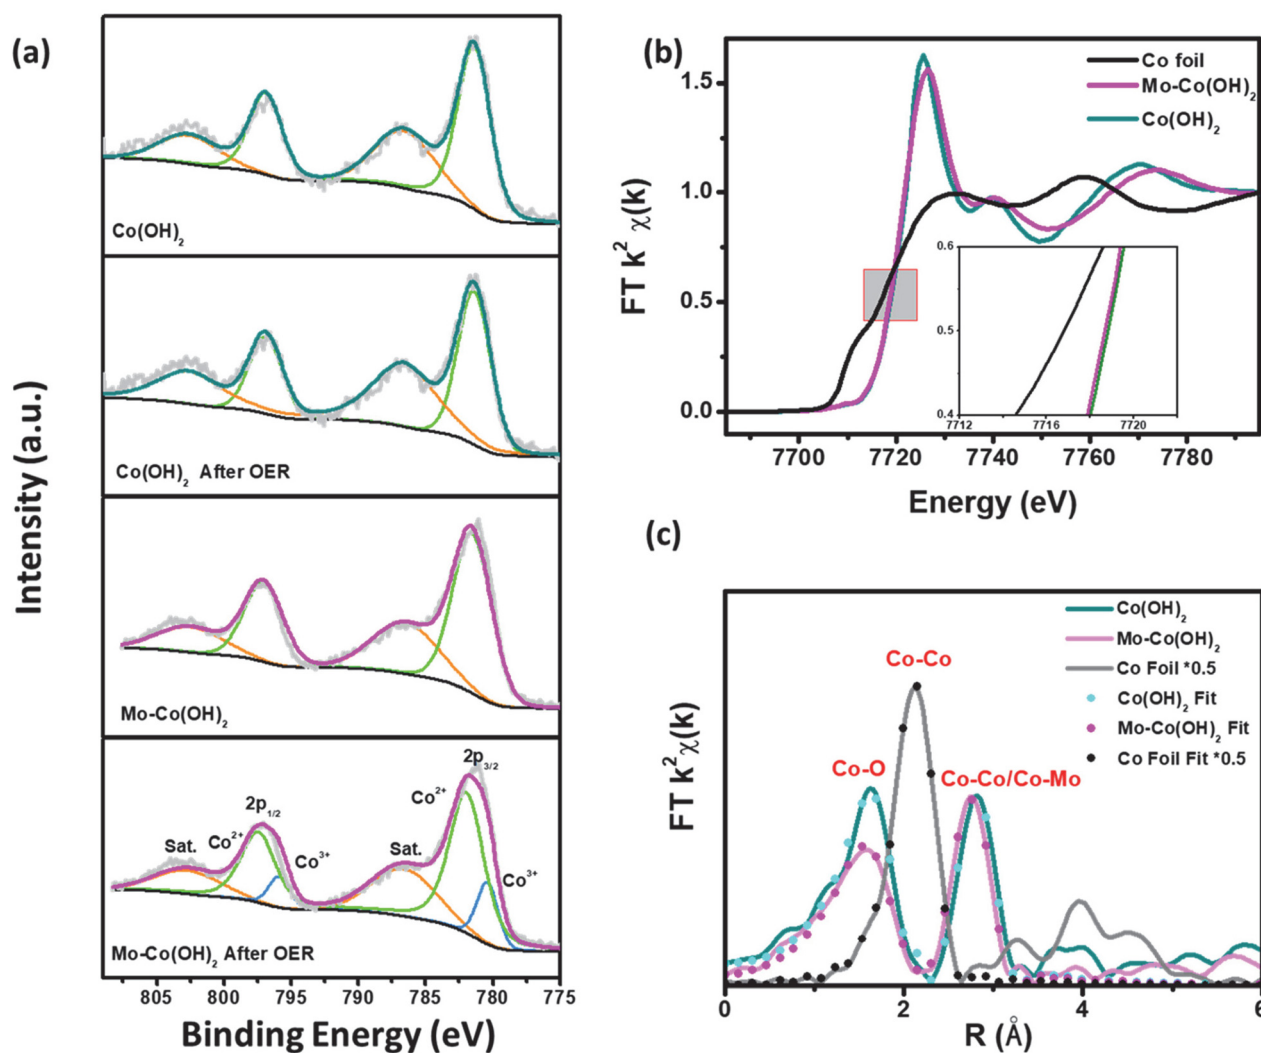 (a)
Intensity (a.u.)
Co(OH)₂
Co(OH)₂ After OER
Mo-Co(OH)₂
2p₃/₂
Co²⁺
2p₁/₂
Sat.
Co²⁺
Co³⁺
Sat.
Co³⁺
Mo-Co(OH)₂ After OER
805 800 795 790 785 780 775
Binding Energy (eV)
(b)
FT k² χ(k)
1.5
1.0
0.5
0.0
Co foil
Mo-Co(OH)₂
Co(OH)₂
0.6
0.5
0.4
7712 7716 7720
7700 7720 7740 7760 7780
Energy (eV)
(c)
FT k²χ(k)
Co(OH)₂
Mo-Co(OH)₂
Co Foil *0.5
Co(OH)₂ Fit
Mo-Co(OH)₂ Fit
Co Foil Fit *0.5
Co-Co
Co-O
Co-Co/Co-Mo
0 2 4 6
R (Å)